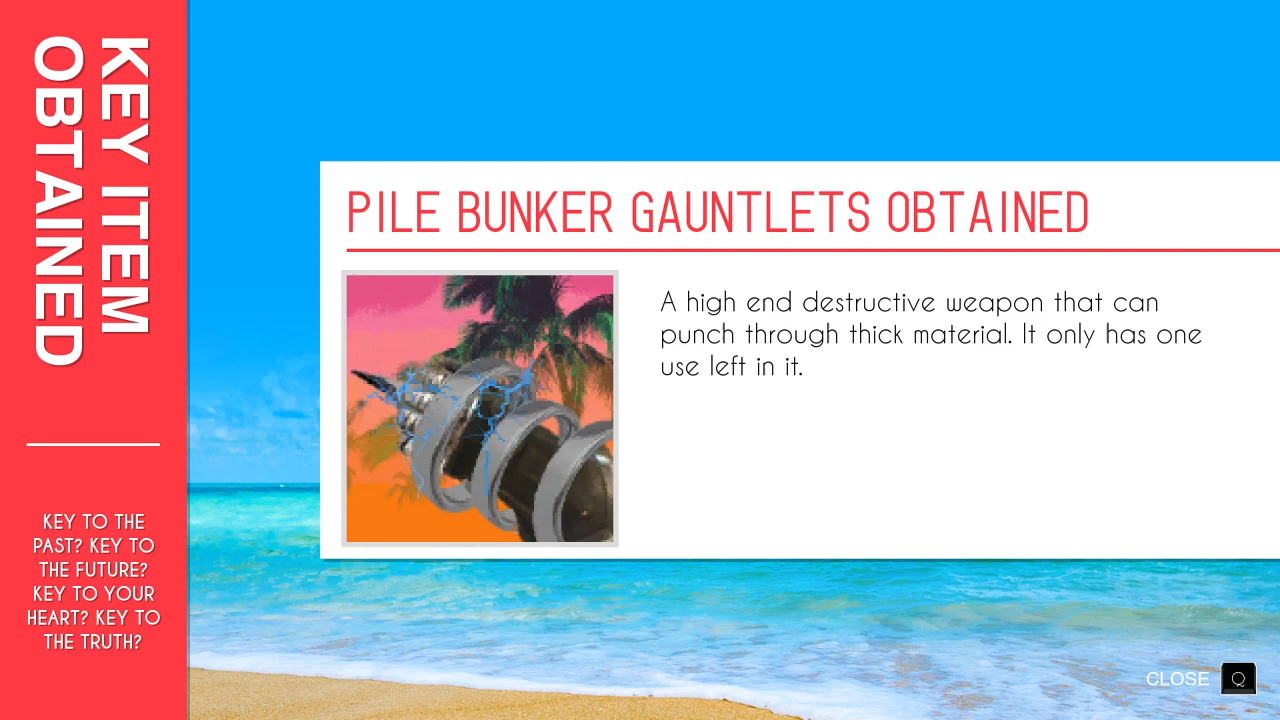 KEY ITEM
OBTAINED
KEY TO THE
PAST? KEY TO
THE FUTURE?
KEY TO YOUR
HEART? KEY TO
THE TRUTH?
PILE BUNKER GAUNTLETS OBTAINED
A high end destructive weapon that can
punch through thick material. It only has one
use left in it.
CLOSE Q